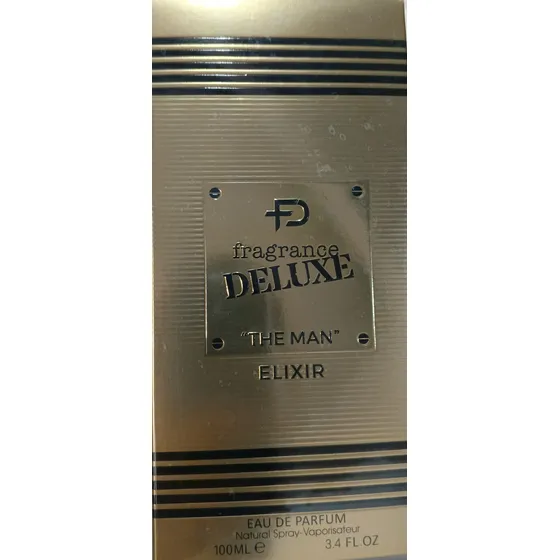 FD
fragrance
DELUXE
"THE MAN"
ELIXIR
EAU DE PARFUM
Natural Spray-Vaporisateur
100ML ℮ 3.4 FL.OZ